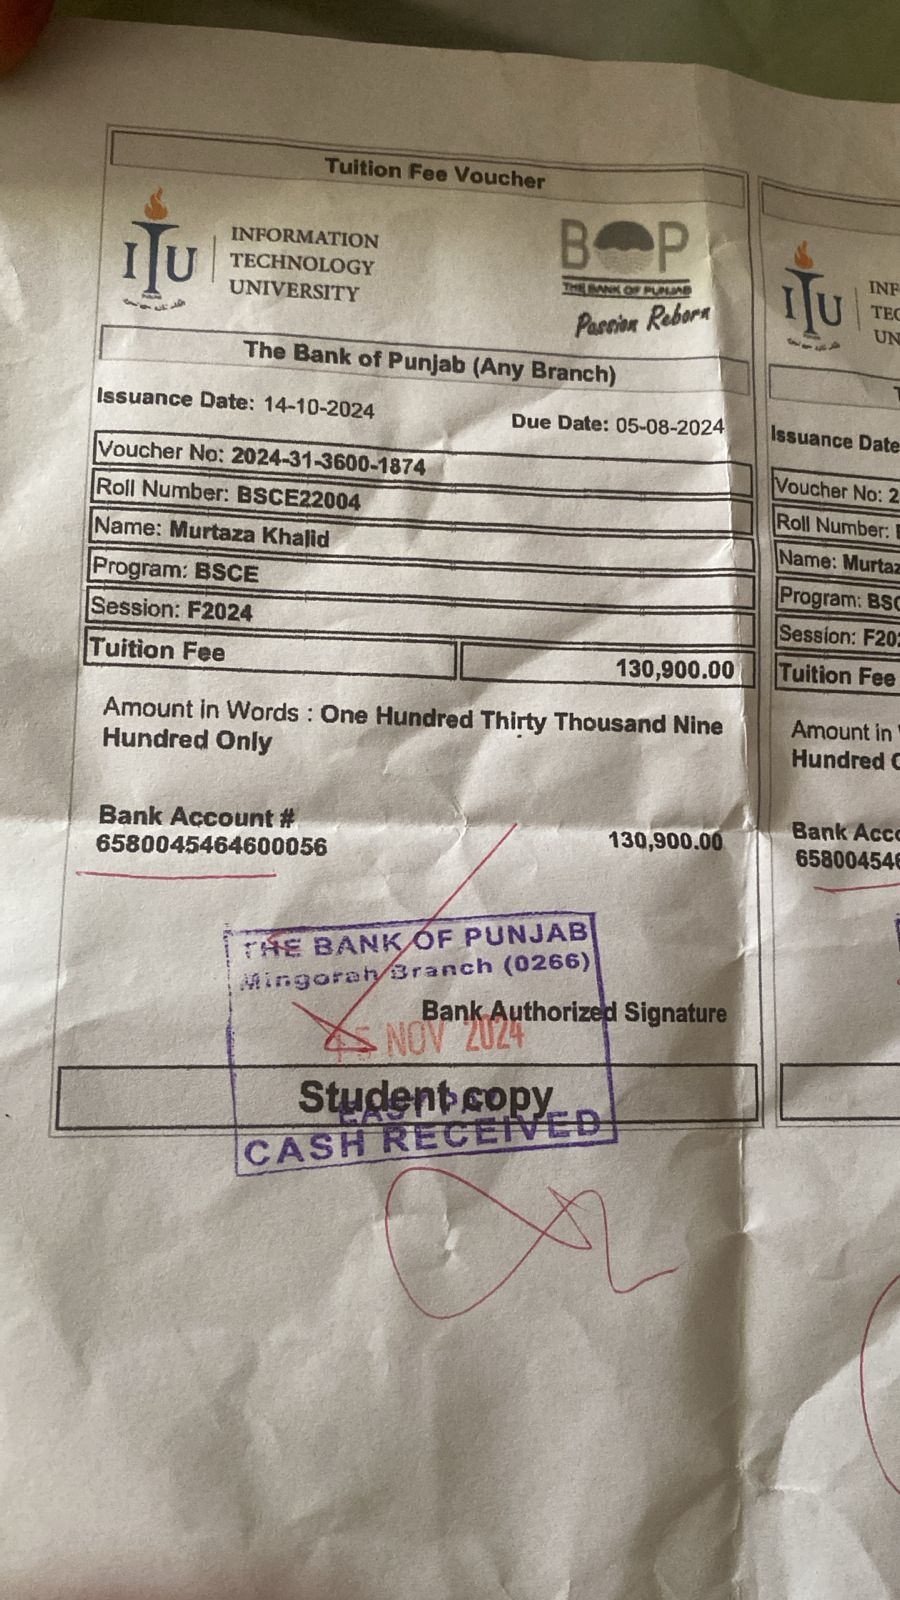 Tuition Fee Voucher
ITU
INFORMATION
TECHNOLOGY
UNIVERSITY
BOP
THE BANK OF PUNJAB
Passion Reborn
The Bank of Punjab (Any Branch)
Issuance Date: 14-10-2024
Due Date: 05-08-2024
Voucher No: 2024-31-3600-1874
Roll Number: BSCE22004
Name: Murtaza Khalid
Program: BSCE
Session: F2024
Tuition Fee 130,900.00
Amount in Words : One Hundred Thirty Thousand Nine
Hundred Only
Bank Account #
6580045464600056 130,900.00
THE BANK OF PUNJAB
Mingorah Branch (0266)
Bank Authorized Signature
NOV 2024
Student copy
CASH RECEIVED
ITU
INF
TEC
UN
Issuance Date
Voucher No: 2
Roll Number:
Name: Murtaz
Program: BSC
Session: F20
Tuition Fee
Amount in
Hundred
Bank Acc
65800454